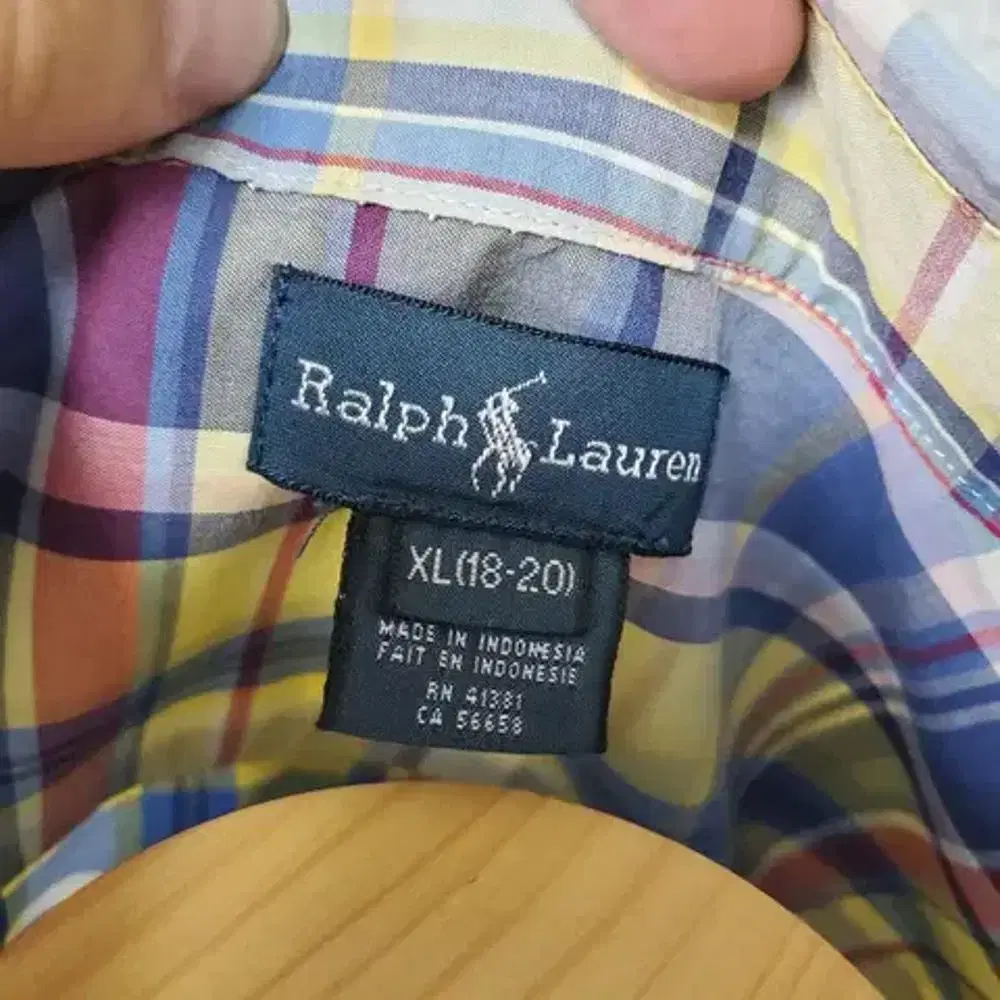 Ralph Lauren
XL(18-20)
MADE IN INDONESIA
FAIT EN INDONESIE
RN 41381
CA 56658